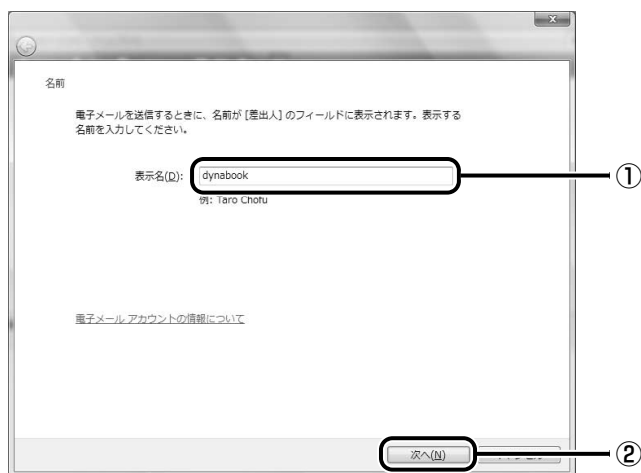 名前
電子メールを送信するときに、名前が [差出人] のフィールドに表示されます。表示する
名前を入力してください。
表示名(D): dynabook ①
例: Taro Chofu
電子メール アカウントの情報について
次へ(N) ②